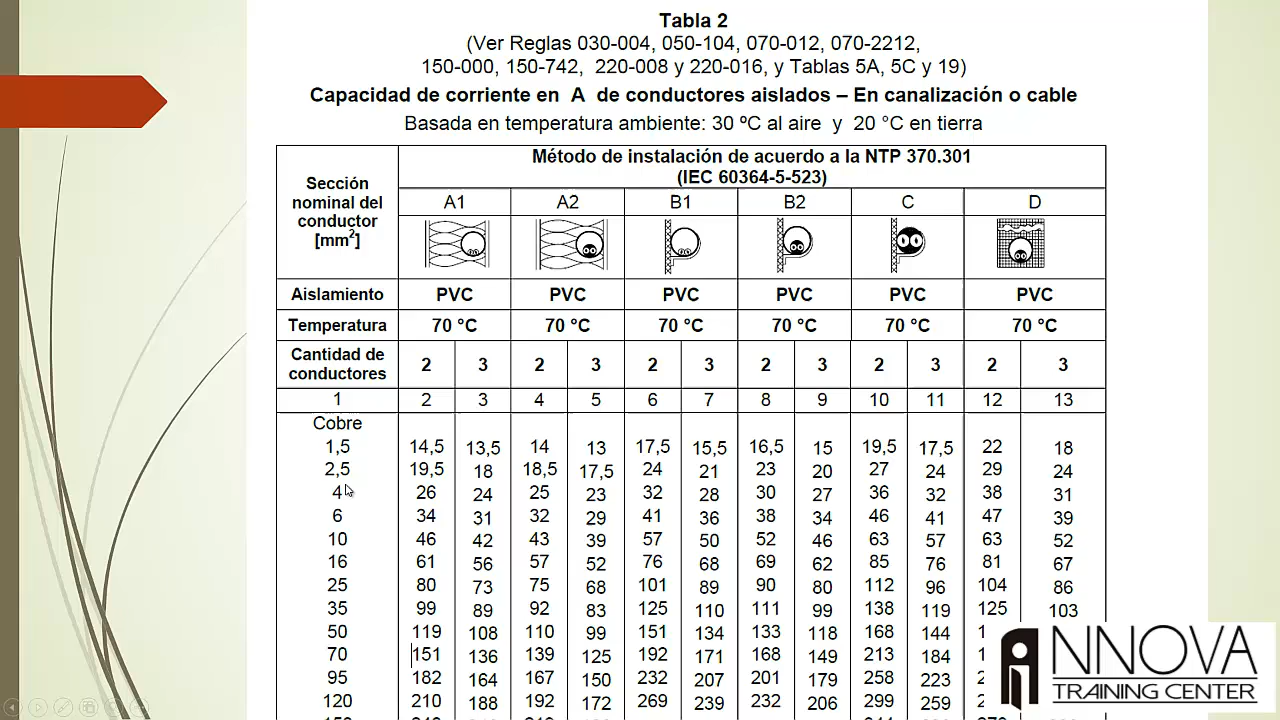 Tabla 2
(Ver Reglas 030-004, 050-104, 070-012, 070-2212,
150-000, 150-742, 220-008 y 220-016, y Tablas 5A, 5C y 19)
Capacidad de corriente en A de conductores aislados – En canalización o cable
Basada en temperatura ambiente: 30 ºC al aire y 20 °C en tierra
Sección nominal del conductor [mm2]
Método de instalación de acuerdo a la NTP 370.301
(IEC 60364-5-523)
A1 A2 B1 B2 C D
Aislamiento PVC PVC PVC PVC PVC PVC
Temperatura 70 °C 70 °C 70 °C 70 °C 70 °C 70 °C
Cantidad de conductores 2 3 2 3 2 3 2 3 2 3 2 3
1 2 3 4 5 6 7 8 9 10 11 12 13
Cobre
1,5 14,5 13,5 14 13 17,5 15,5 16,5 15 19,5 17,5 22 18
2,5 19,5 18 18,5 17,5 24 21 23 20 27 24 29 24
4 26 24 25 23 32 28 30 27 36 32 38 31
6 34 31 32 29 41 36 38 34 46 41 47 39
10 46 42 43 39 57 50 52 46 63 57 63 52
16 61 56 57 52 76 68 69 62 85 76 81 67
25 80 73 75 68 101 89 90 80 112 96 104 86
35 99 89 92 83 125 110 111 99 138 119 125 103
50 119 108 110 99 151 134 133 118 168 144
70 151 136 139 125 192 171 168 149 213 184
95 182 164 167 150 232 207 201 179 258 223
120 210 188 192 172 269 239 232 206 299 259
INNOVA
TRAINING CENTER